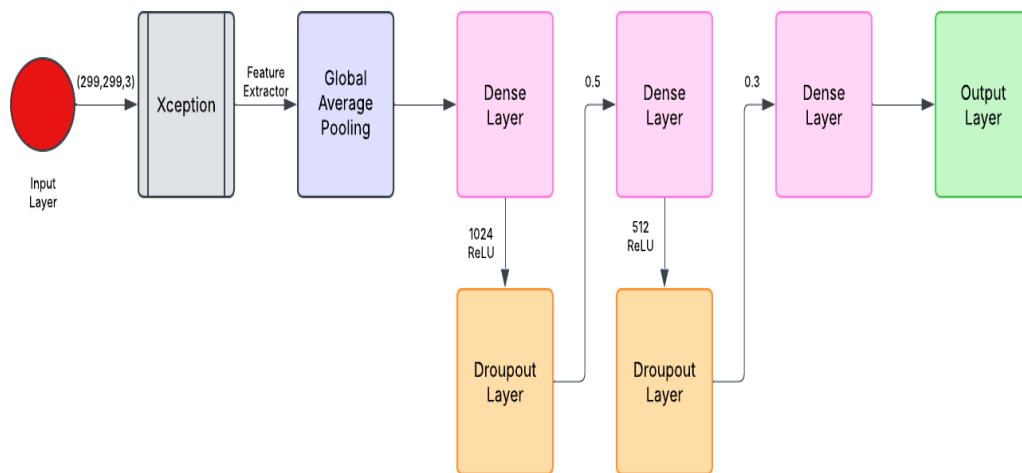 Input
Layer
(299,299,3)
Xception
Feature
Extractor
Global
Average
Pooling
Dense
Layer
1024
ReLU
Droupout
Layer
0.5
Dense
Layer
512
ReLU
Droupout
Layer
0.3
Dense
Layer
Output
Layer